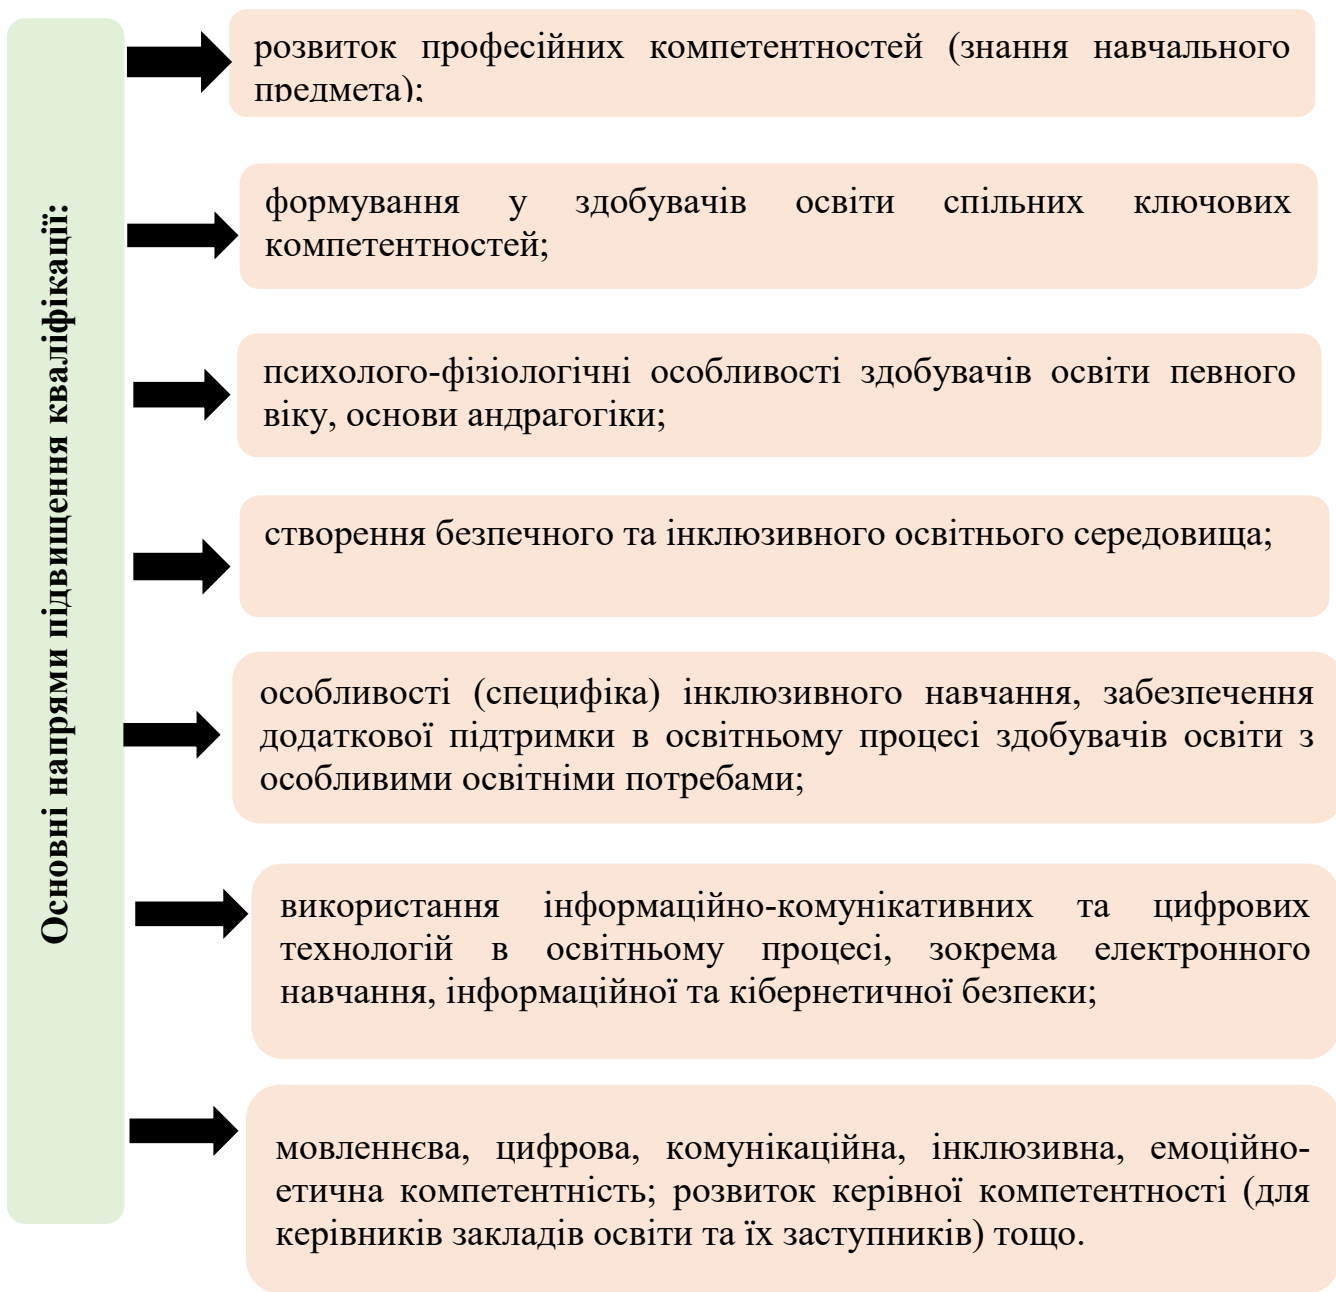 Основні напрями підвищення кваліфікації:
розвиток професійних компетентностей (знання навчального
предмета);
формування у здобувачів освіти спільних ключових
компетентностей;
психолого-фізіологічні особливості здобувачів освіти певного
віку, основи андрагогіки;
створення безпечного та інклюзивного освітнього середовища;
особливості (специфіка) інклюзивного навчання, забезпечення
додаткової підтримки в освітньому процесі здобувачів освіти з
особливими освітніми потребами;
використання інформаційно-комунікативних та цифрових
технологій в освітньому процесі, зокрема електронного
навчання, інформаційної та кібернетичної безпеки;
мовленнєва, цифрова, комунікаційна, інклюзивна, емоційно-
етична компетентність; розвиток керівної компетентності (для
керівників закладів освіти та їх заступників) тощо.